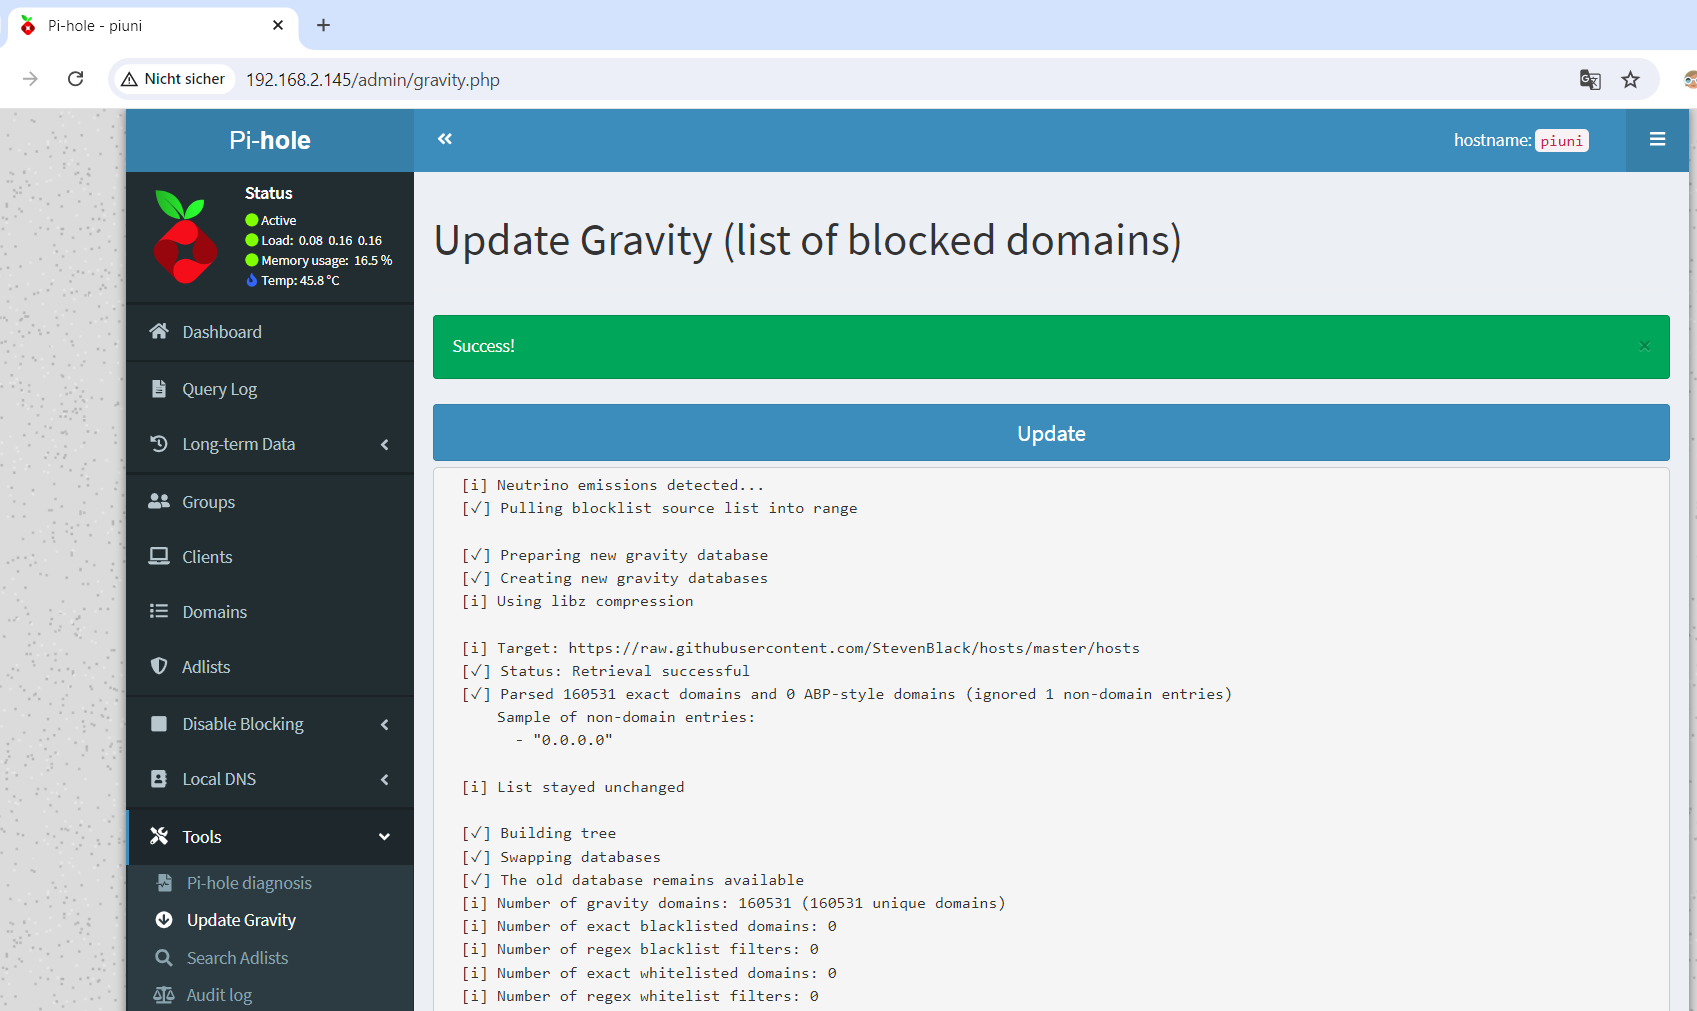 Pi-hole - piuni
Nicht sicher 192.168.2.145/admin/gravity.php
Pi-hole
hostname: piuni
Status
Active
Load: 0.08 0.16 0.16
Memory usage: 16.5 %
Temp: 45.8 °C
Dashboard
Query Log
Long-term Data
Groups
Clients
Domains
Adlists
Disable Blocking
Local DNS
Tools
Pi-hole diagnosis
Update Gravity
Search Adlists
Audit log
Update Gravity (list of blocked domains)
Success!
×
Update
[i] Neutrino emissions detected...
[✓] Pulling blocklist source list into range
[✓] Preparing new gravity database
[✓] Creating new gravity databases
[i] Using libz compression
[i] Target: https://raw.githubusercontent.com/StevenBlack/hosts/master/hosts
[✓] Status: Retrieval successful
[✓] Parsed 160531 exact domains and 0 ABP-style domains (ignored 1 non-domain entries)
Sample of non-domain entries:
- "0.0.0.0"
[i] List stayed unchanged
[✓] Building tree
[✓] Swapping databases
[✓] The old database remains available
[i] Number of gravity domains: 160531 (160531 unique domains)
[i] Number of exact blacklisted domains: 0
[i] Number of regex blacklist filters: 0
[i] Number of exact whitelisted domains: 0
[i] Number of regex whitelist filters: 0